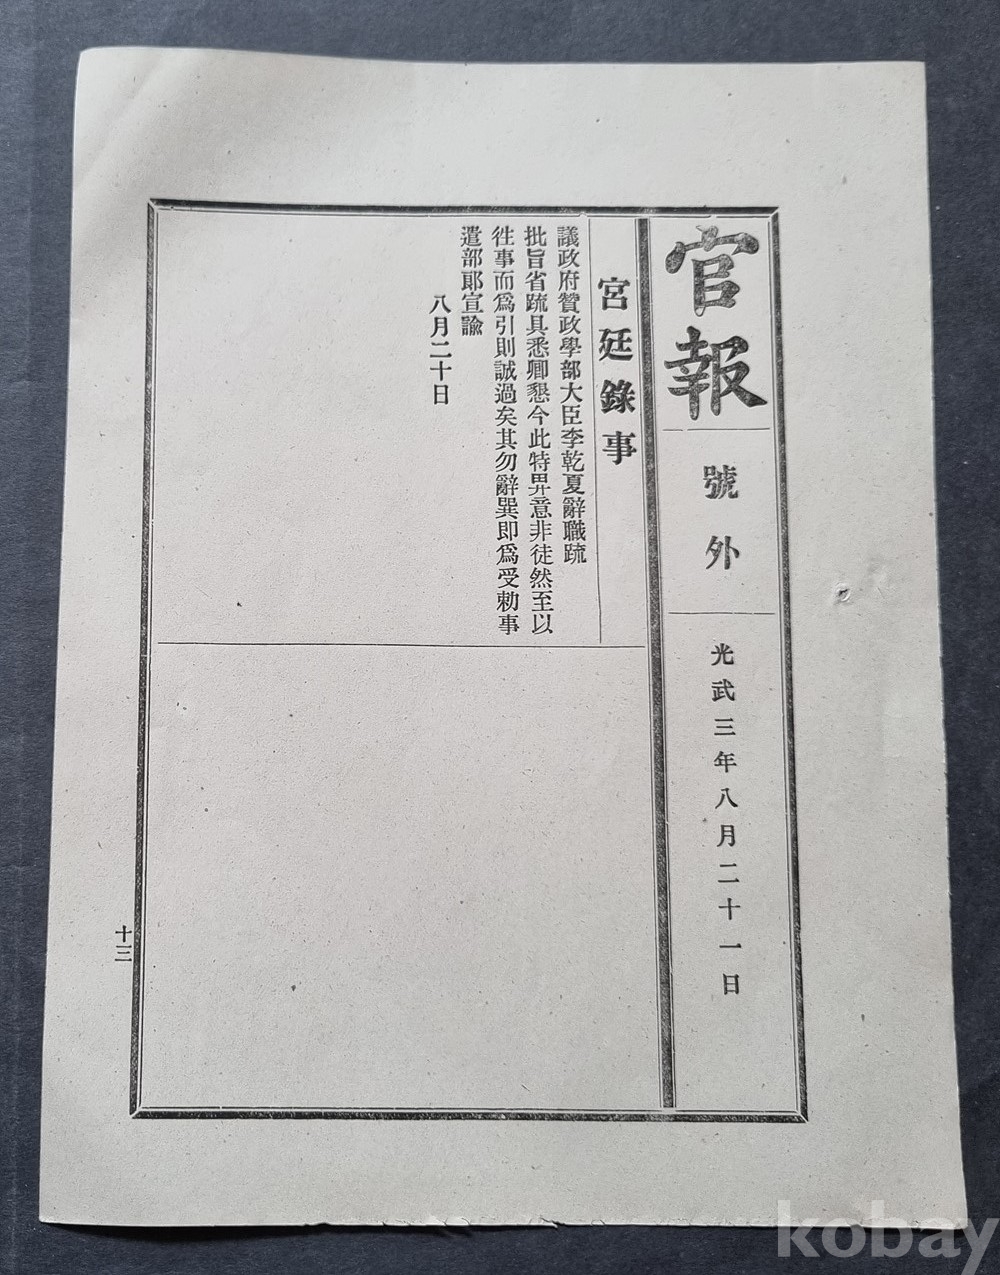 官報
號外
光武三年八月二十一日
宮廷錄事
議政府贊政學部大臣李乾夏辭職疏
批旨省疏具悉卿懇今此特畀意非徒然至以
往事而爲引則誠過矣其勿辭巽即爲受勅事
遣部郞宣諭
八月二十日
十三
kobay